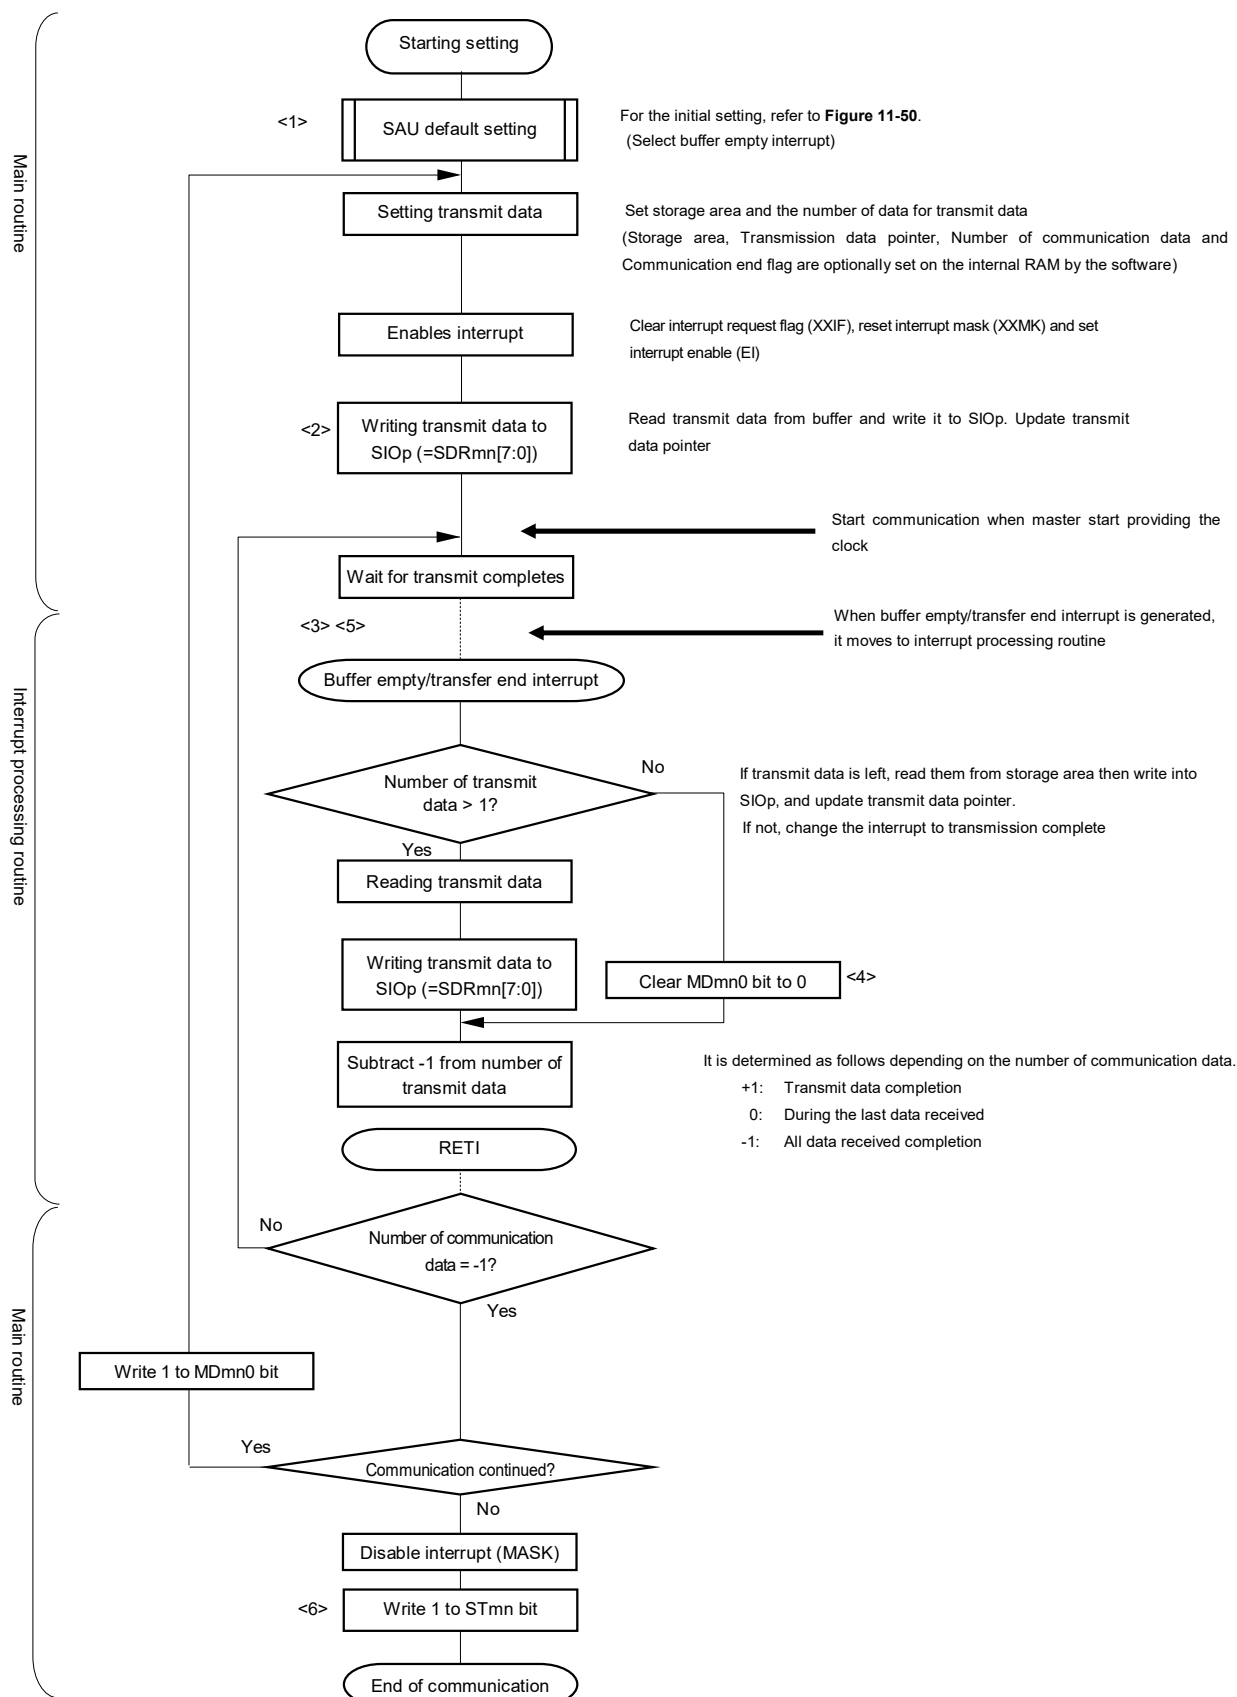 Main routine
Starting setting
<1>
SAU default setting
For the initial setting, refer to Figure 11-50.
(Select buffer empty interrupt)
Setting transmit data
Set storage area and the number of data for transmit data
(Storage area, Transmission data pointer, Number of communication data and
Communication end flag are optionally set on the internal RAM by the software)
Enables interrupt
Clear interrupt request flag (XXIF), reset interrupt mask (XXMK) and set
interrupt enable (EI)
<2>
Writing transmit data to
SIOp (=SDRmn[7:0])
Read transmit data from buffer and write it to SIOp. Update transmit
data pointer
Start communication when master start providing the
clock
Wait for transmit completes
Interrupt processing routine
<3> <5>
When buffer empty/transfer end interrupt is generated,
it moves to interrupt processing routine
Buffer empty/transfer end interrupt
Number of transmit
data > 1?
No
Yes
If transmit data is left, read them from storage area then write into
SIOp, and update transmit data pointer.
If not, change the interrupt to transmission complete
Reading transmit data
Writing transmit data to
SIOp (=SDRmn[7:0])
Clear MDmn0 bit to 0
<4>
Subtract -1 from number of
transmit data
It is determined as follows depending on the number of communication data.
+1: Transmit data completion
0: During the last data received
-1: All data received completion
RETI
Main routine
No
Number of communication
data = -1?
Yes
Write 1 to MDmn0 bit
Yes
Communication continued?
No
Disable interrupt (MASK)
<6>
Write 1 to STmn bit
End of communication